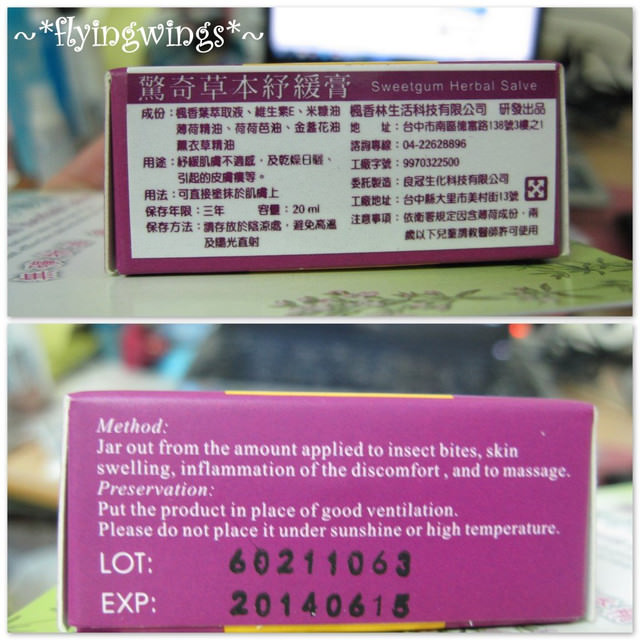 ~*flyingwings*~
驚奇草本紓緩膏 Sweetgum Herbal Salve
成份：楓香葉萃取液、維生素E、米糠油
薄荷精油、荷荷芭油、金盞花油
薰衣草精油
用途：紓緩肌膚不適感，及乾燥日曬、
引起的皮膚癢等。
用法：可直接塗抹於肌膚上
保存年限：三年 容量：20 ml
保存方法：請存放於陰涼處，避免高溫
及陽光直射
楓香林生活科技有限公司 研發出品
地 址：台中市南區僑富路138號3樓之1
諮詢專線：04-22628896
工廠字號：9970322500
委託製造：良冠生化科技有限公司
工廠地址：台中縣大里市美村街13號
注意事項：依衛署規定因含薄荷成份，兩
歲以下兒童請教醫師許可使用
Method:
Jar out from the amount applied to insect bites, skin
swelling, inflammation of the discomfort , and to massage.
Preservation:
Put the product in place of good ventilation.
Please do not place it under sunshine or high temperature.
LOT: 60211063
EXP: 20140615